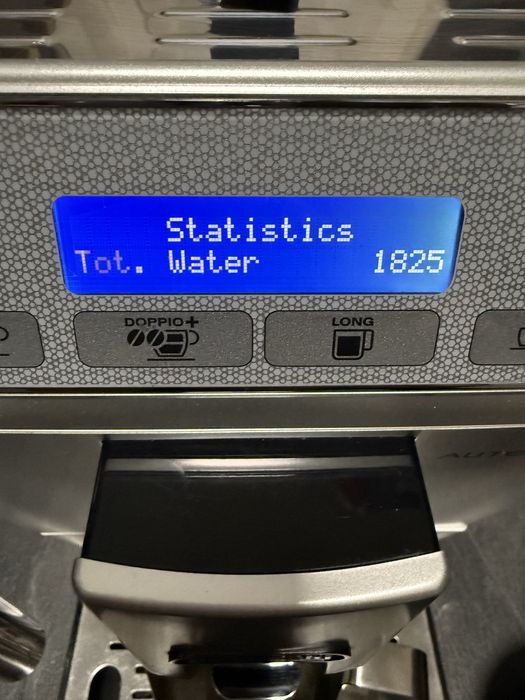 Statistics
Tot. Water 1825
DOPPIO+
LONG